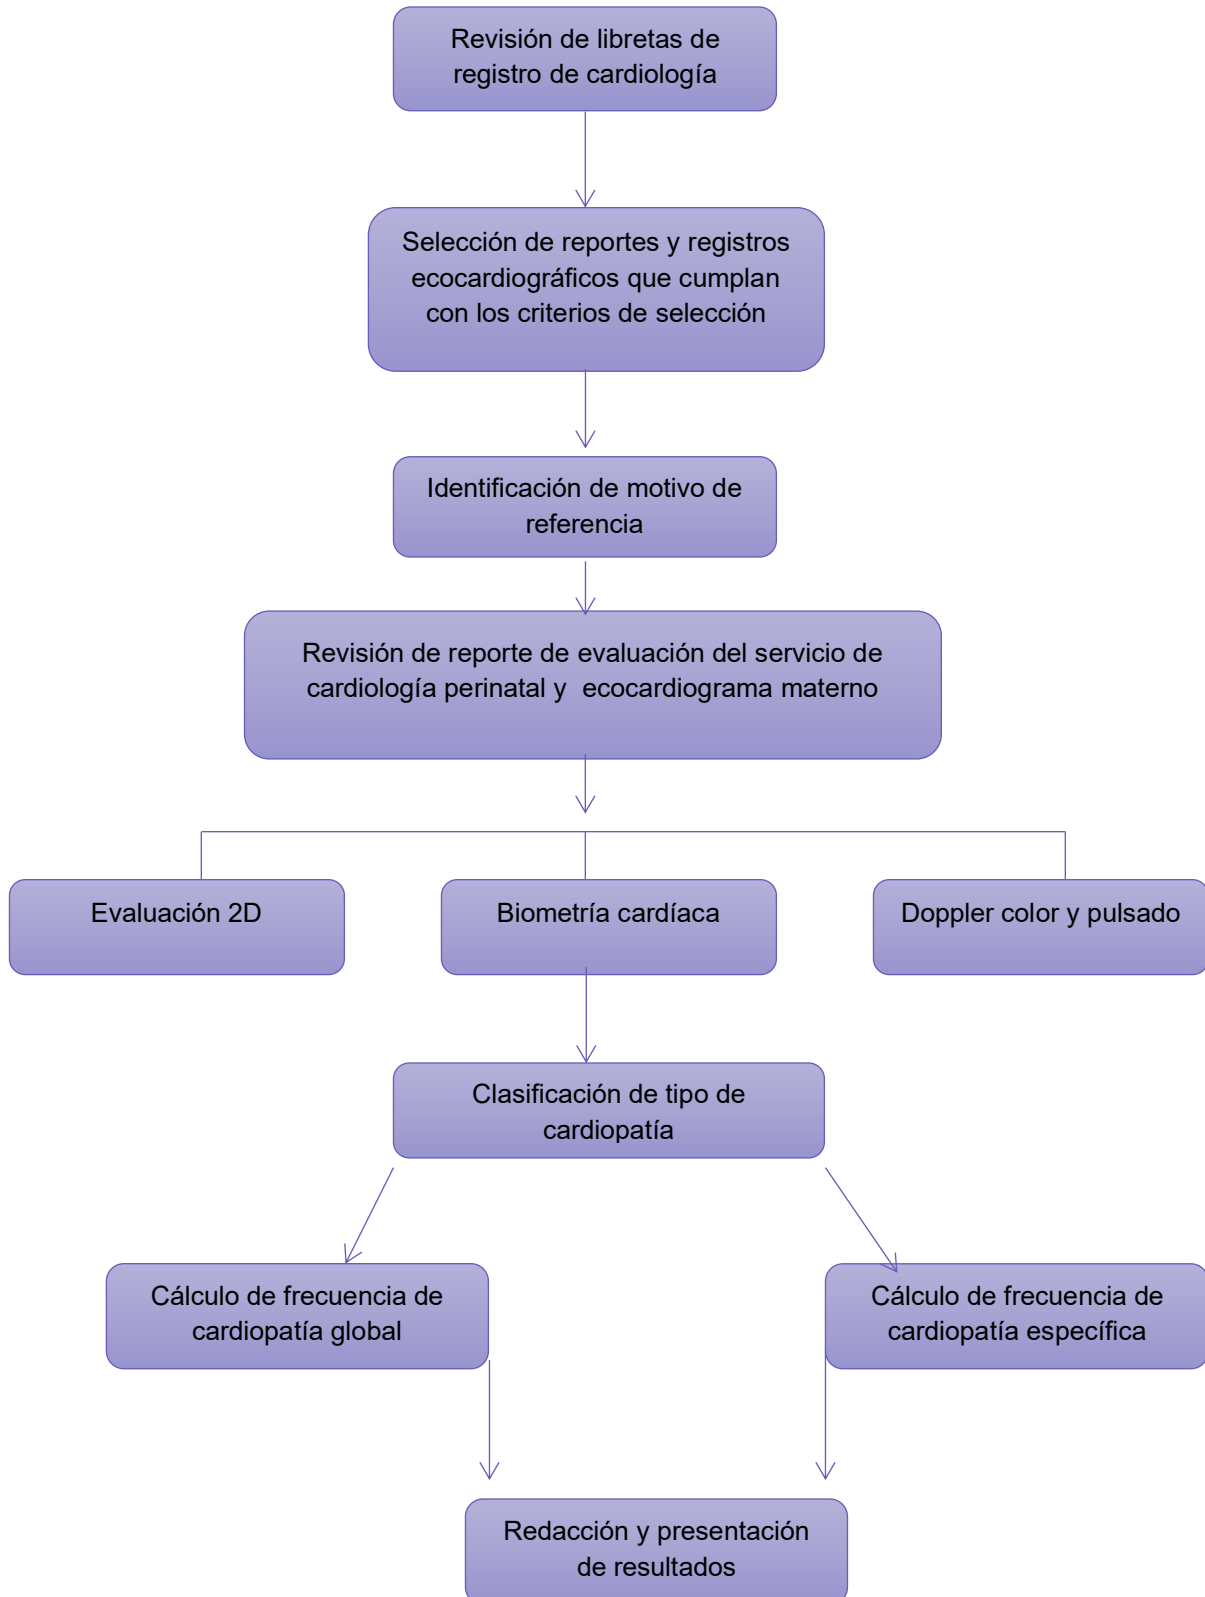 Revisión de libretas de
registro de cardiología
Selección de reportes y registros
ecocardiográficos que cumplan
con los criterios de selección
Identificación de motivo de
referencia
Revisión de reporte de evaluación del servicio de
cardiología perinatal y  ecocardiograma materno
Evaluación 2D
Biometría cardíaca
Doppler color y pulsado
Clasificación de tipo de
cardiopatía
Cálculo de frecuencia de
cardiopatía global
Cálculo de frecuencia de
cardiopatía específica
Redacción y presentación
de resultados